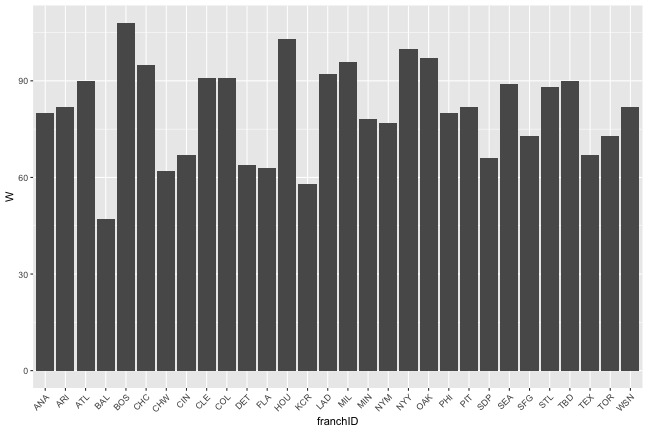 W
90
60
30
0
ANA ARI ATL BAL BOS CHC CHW CIN CLE COL DET FLA HOU KCR LAD MIL MIN NYM NYY OAK PHI PIT SDP SEA SFG STL TBD TEX TOR WSN
franchID